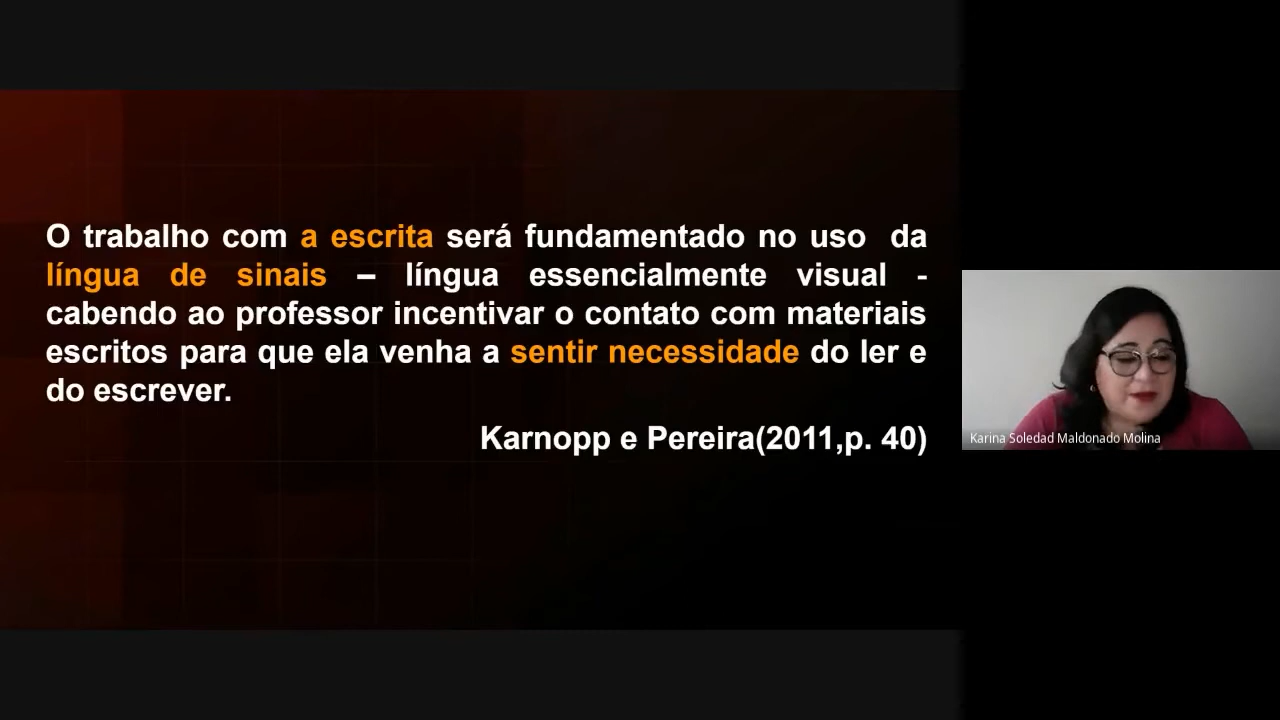 O trabalho com a escrita será fundamentado no uso da
língua de sinais – língua essencialmente visual -
cabendo ao professor incentivar o contato com materiais
escritos para que ela venha a sentir necessidade do ler e
do escrever.
Karnopp e Pereira(2011,p. 40)
Karina Soledad Maldonado Molina